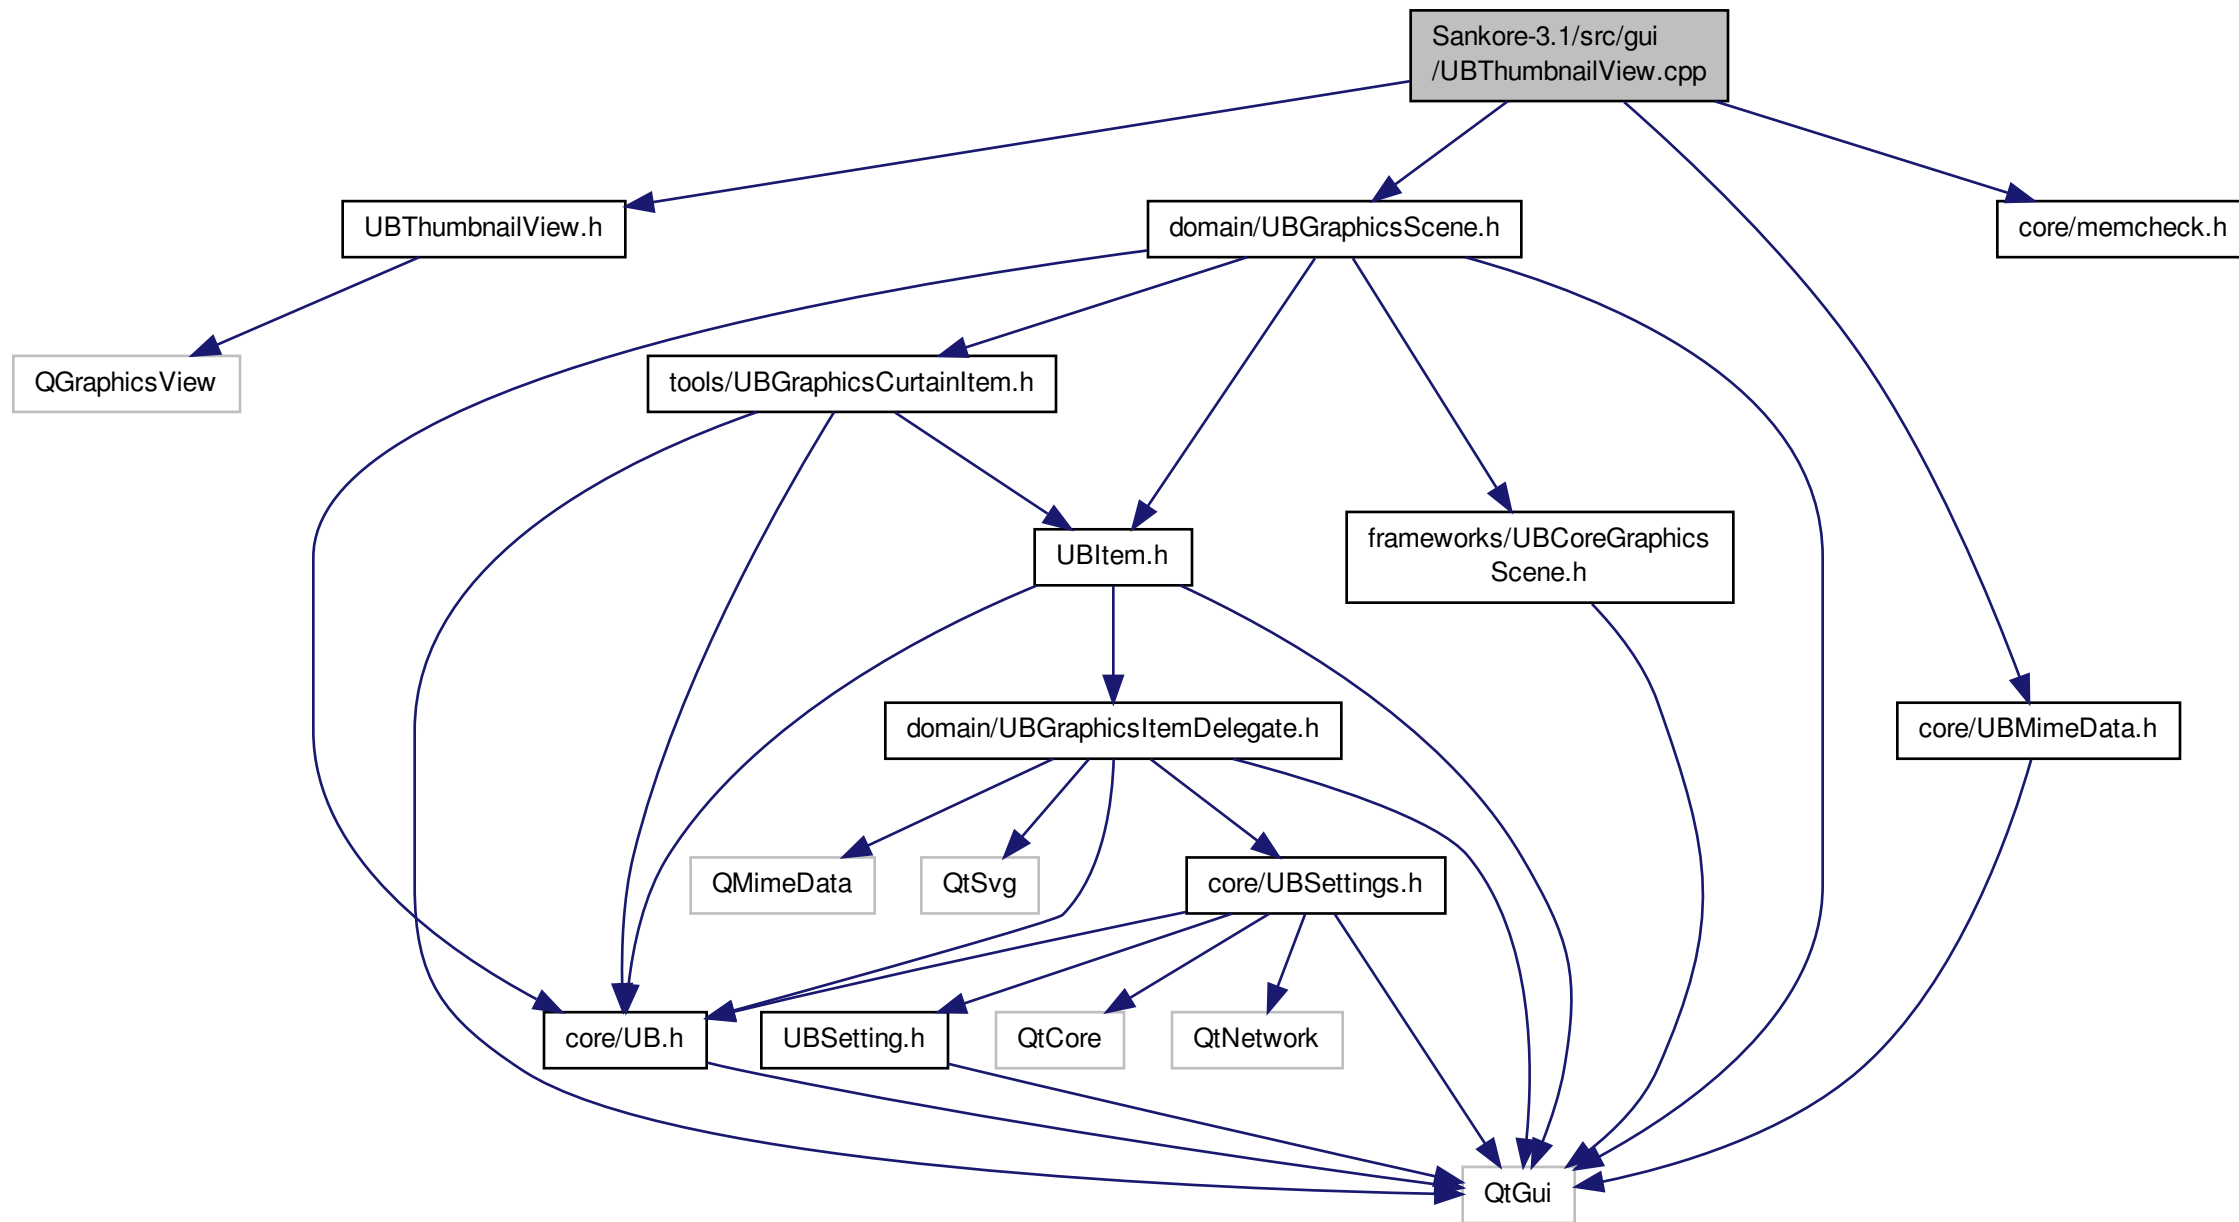 Sankore-3.1/src/gui
/UBThumbnailView.cpp
UBThumbnailView.h
domain/UBGraphicsScene.h
core/memcheck.h
QGraphicsView
tools/UBGraphicsCurtainItem.h
UBItem.h
frameworks/UBCoreGraphics
Scene.h
domain/UBGraphicsItemDelegate.h
core/UBMimeData.h
QMimeData
QtSvg
core/UBSettings.h
core/UB.h
UBSetting.h
QtCore
QtNetwork
QtGui